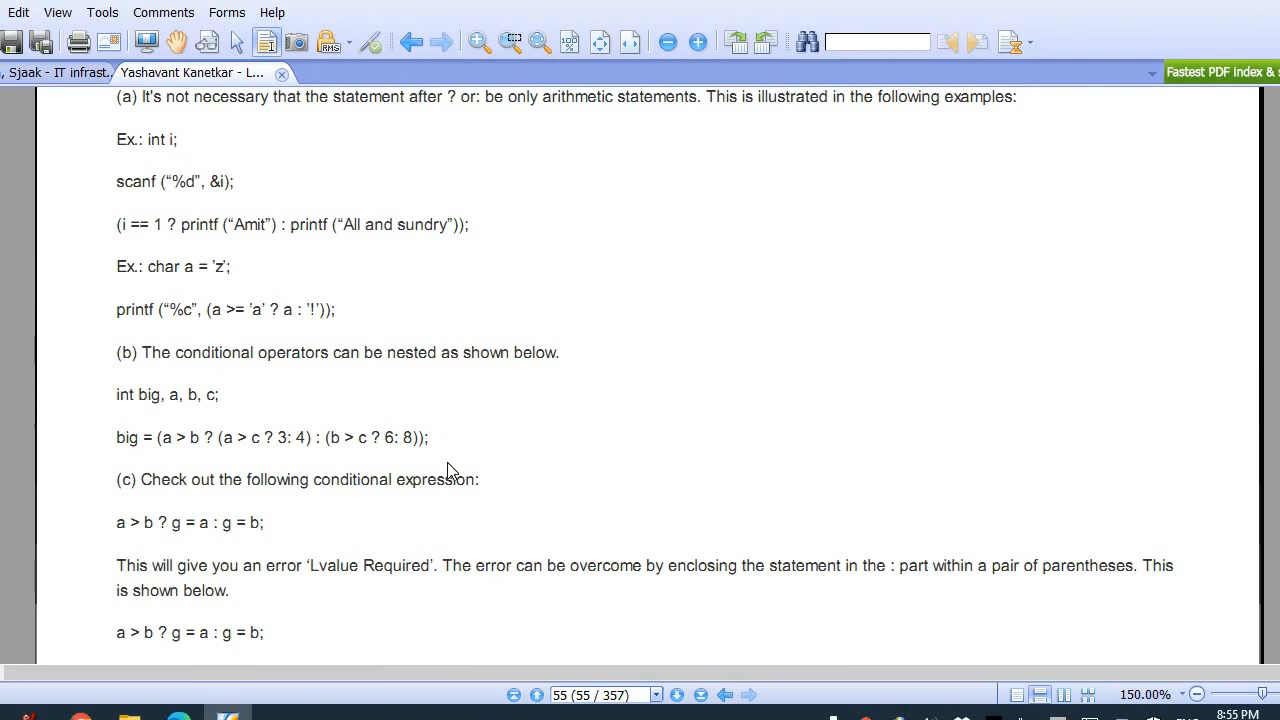 Edit View Tools Comments Forms Help
RMS
100%
, Sjaak - IT infrast... Yashavant Kanetkar - L... Fastest PDF index & s
(a) It's not necessary that the statement after ? or: be only arithmetic statements. This is illustrated in the following examples:
Ex.: int i;
scanf (“%d”, &i);
(i == 1 ? printf (“Amit”) : printf (“All and sundry”));
Ex.: char a = ’z’;
printf (“%c”, (a >= ’a’ ? a : ’!’));
(b) The conditional operators can be nested as shown below.
int big, a, b, c;
big = (a > b ? (a > c ? 3: 4) : (b > c ? 6: 8));
(c) Check out the following conditional expression:
a > b ? g = a : g = b;
This will give you an error ‘Lvalue Required’. The error can be overcome by enclosing the statement in the : part within a pair of parentheses. This
is shown below.
a > b ? g = a : g = b;
55 (55 / 357) 150.00%
8:55 PM